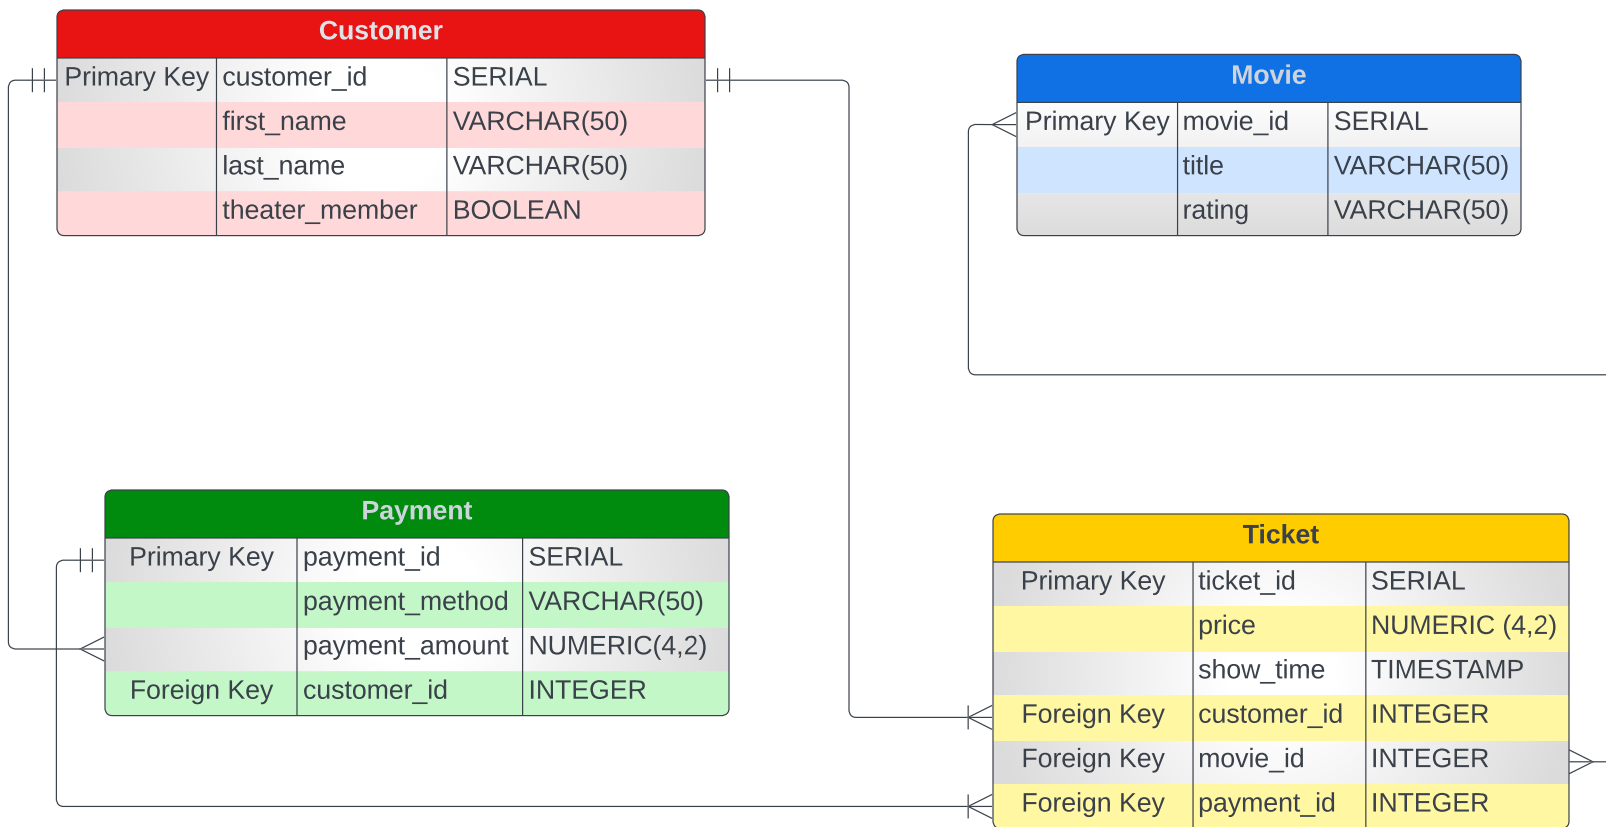 Customer
Primary Key customer_id SERIAL
first_name VARCHAR(50)
last_name VARCHAR(50)
theater_member BOOLEAN
Movie
Primary Key movie_id SERIAL
title VARCHAR(50)
rating VARCHAR(50)
Payment
Primary Key payment_id SERIAL
payment_method VARCHAR(50)
payment_amount NUMERIC(4,2)
Foreign Key customer_id INTEGER
Ticket
Primary Key ticket_id SERIAL
price NUMERIC (4,2)
show_time TIMESTAMP
Foreign Key customer_id INTEGER
Foreign Key movie_id INTEGER
Foreign Key payment_id INTEGER